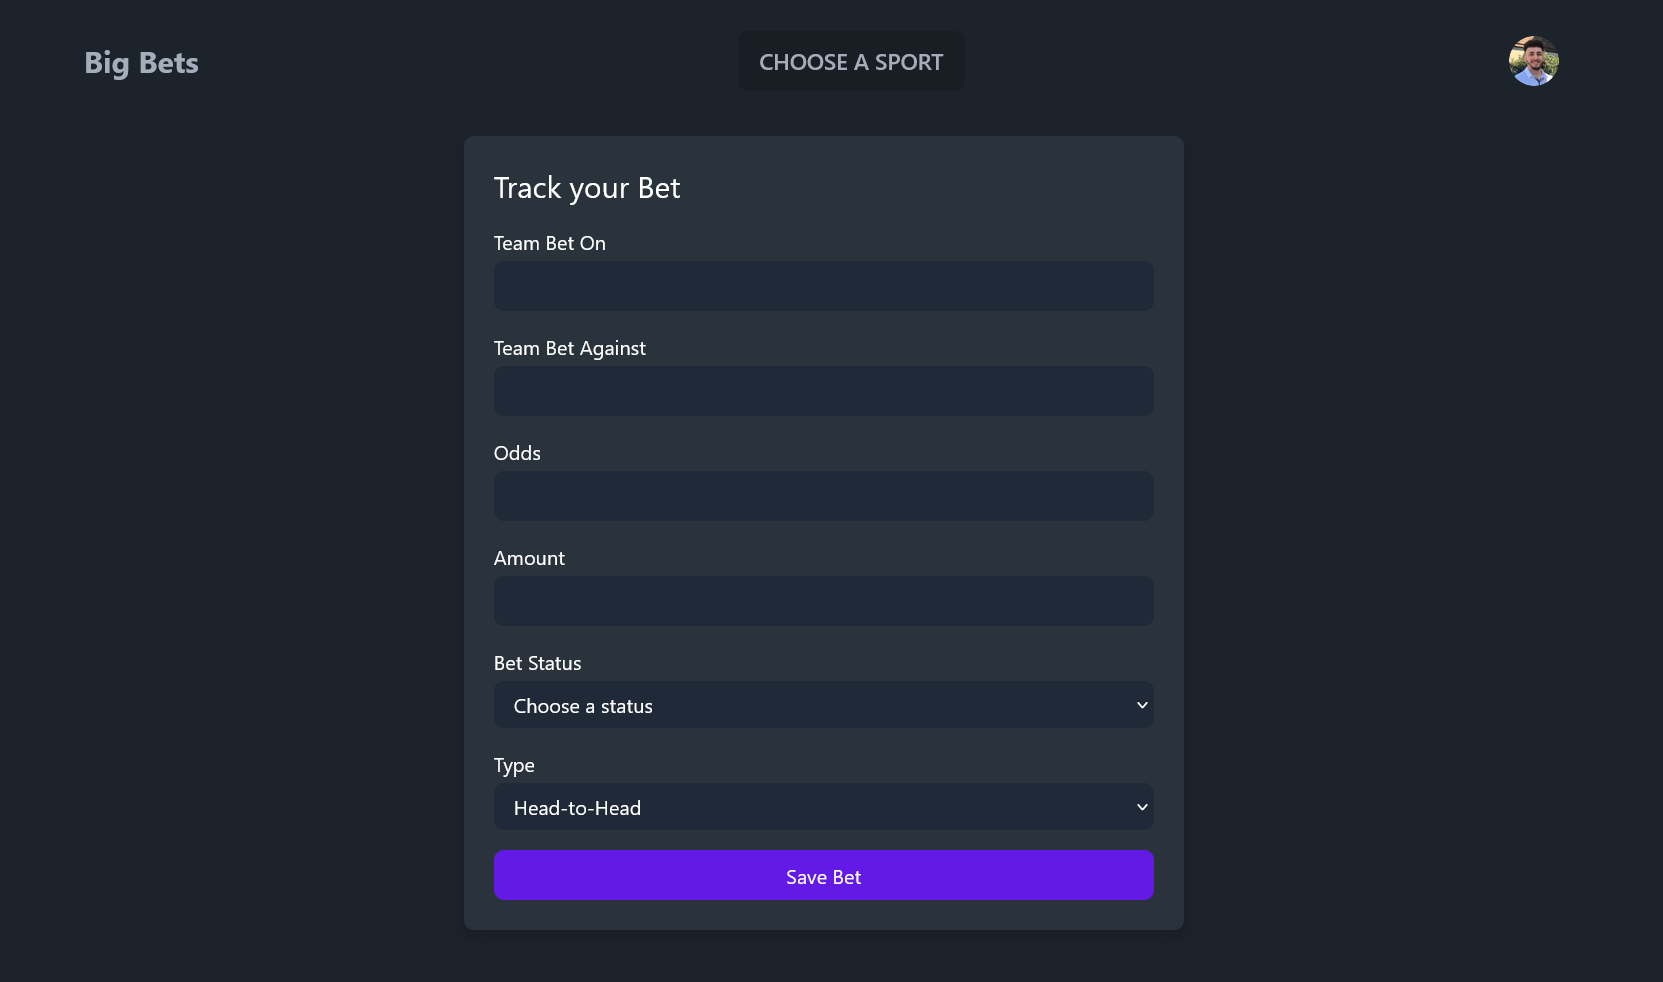 Big Bets
CHOOSE A SPORT
Track your Bet
Team Bet On
Team Bet Against
Odds
Amount
Bet Status
Choose a status
Type
Head-to-Head
Save Bet